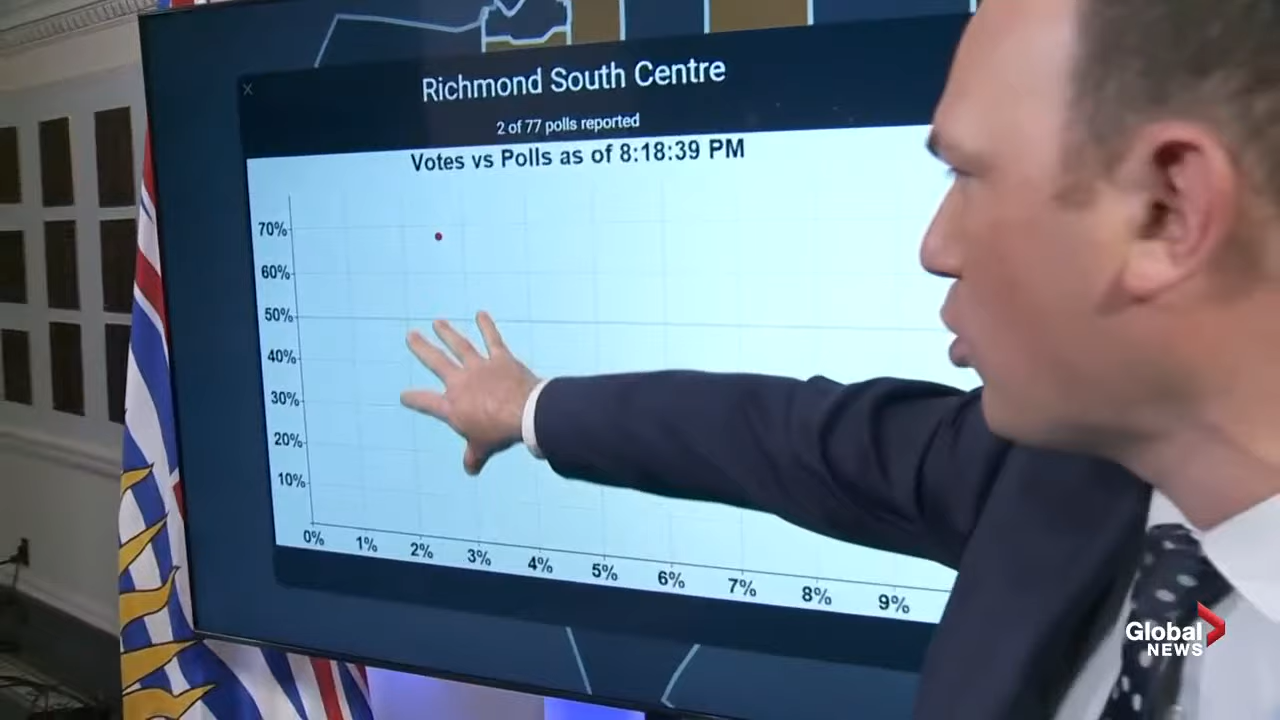 X
Richmond South Centre
2 of 77 polls reported
Votes vs Polls as of 8:18:39 PM
70%
60%
50%
40%
30%
20%
10%
0% 1% 2% 3% 4% 5% 6% 7% 8% 9%
Global
NEWS